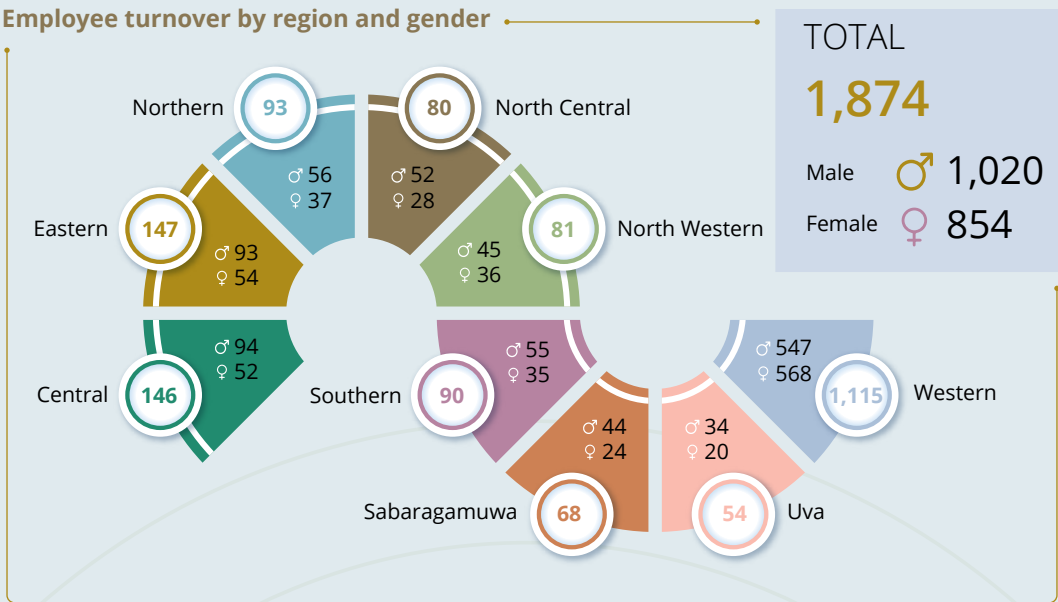 Employee turnover by region and gender
TOTAL
1,874
Male ♂ 1,020
Female ♀ 854
Northern
93
♂ 56
♀ 37
80
North Central
♂ 52
♀ 28
Eastern
147
♂ 93
♀ 54
81
North Western
♂ 45
♀ 36
Central
146
♂ 94
♀ 52
Southern
90
♂ 55
♀ 35
Sabaragamuwa
68
♂ 44
♀ 24
54
Uva
♂ 34
♀ 20
1,115
Western
♂ 547
♀ 568